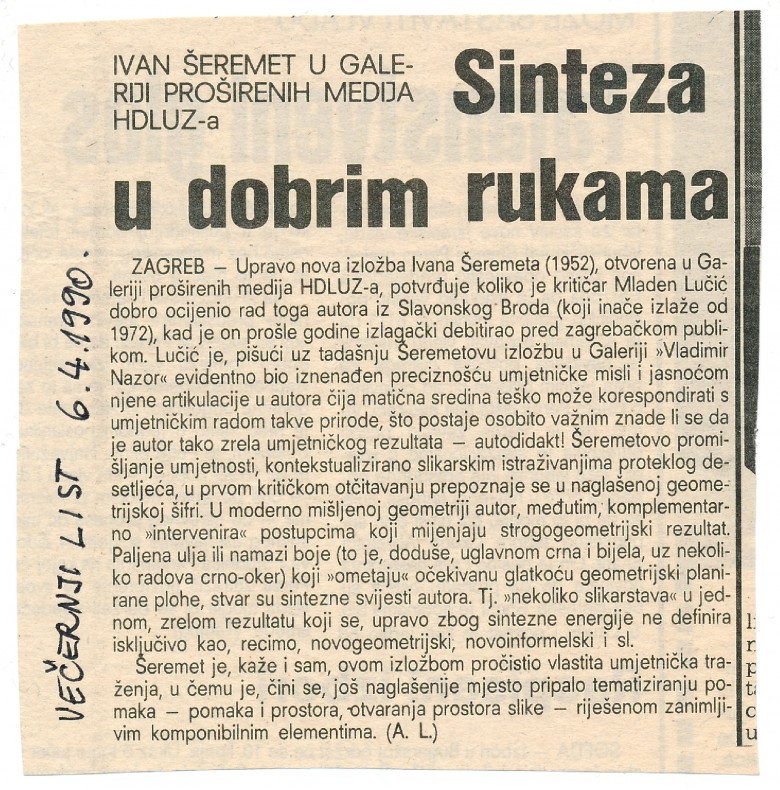 IVAN ŠEREMET U GALE-
RIJI PROŠIRENIH MEDIJA
HDLUZ-a
Sinteza
u dobrim rukama
ZAGREB — Upravo nova izložba Ivana Šeremeta (1952), otvorena u Ga-
leriji proširenih medija HDLUZ-a, potvrđuje koliko je kritičar Mladen Lučić
dobro ocijenio rad toga autora iz Slavonskog Broda (koji inače izlaže od
1972), kad je on prošle godine izlagački debitirao pred zagrebačkom publi-
kom. Lučić je, pišući uz tadašnju Šeremetovu izložbu u Galeriji »Vladimir
Nazor« evidentno bio iznenađen preciznošću umjetničke misli i jasnoćom
njene artikulacije u autora čija matična sredina teško može korespondirati s
umjetničkim radom takve prirode, što postaje osobito važnim znade li se da
je autor tako zrela umjetničkog rezultata — autodidakt! Šeremetovo promi-
šljanje umjetnosti, kontekstualizirano slikarskim istraživanjima proteklog de-
setljeća, u prvom kritičkom otčitavanju prepoznaje se u naglašenoj geome-
trijskoj šifri. U moderno mišljenoj geometriji autor, međutim, komplementar-
no »intervenira« postupcima koji mijenjaju strogogeometrijski rezultat.
Paljena ulja ili namazi boje (to je, doduše, uglavnom crna i bijela, uz nekoli-
ko radova crno-oker) koji »ometaju« očekivanu glatkoću geometrijski plani-
rane plohe, stvar su sintezne svijesti autora. Tj. »nekoliko slikarstava« u jed-
nom, zrelom rezultatu koji se, upravo zbog sintezne energije ne definira
isključivo kao, recimo, novogeometrijski, novoinformelski i sl.
Šeremet je, kaže i sam, ovom izložbom pročistio vlastita umjetnička tra-
ženja, u čemu je, čini se, još naglašenije mjesto pripalo tematiziranju po-
maka — pomaka i prostora, otvaranja prostora slike — riješenom zanimlji-
vim komponibilnim elementima. (A. L.)
VEČERNJI LIST 6.4.1990.